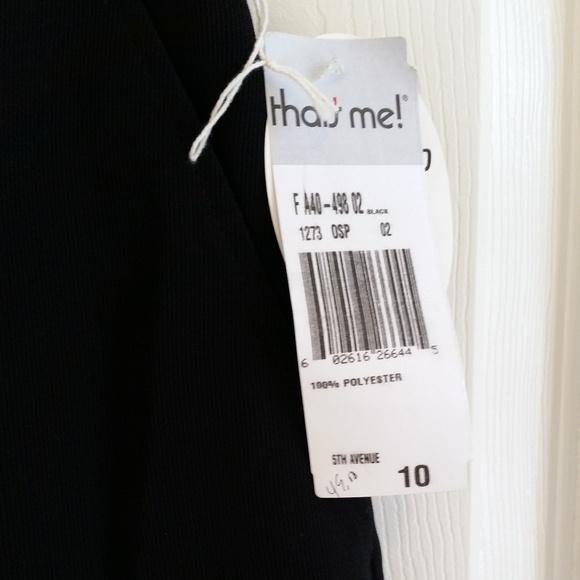 that's me!®
F A40-498 02 BLACK
1273 OSP 02
6 02616 26644 5
100% POLYESTER
5TH AVENUE
10